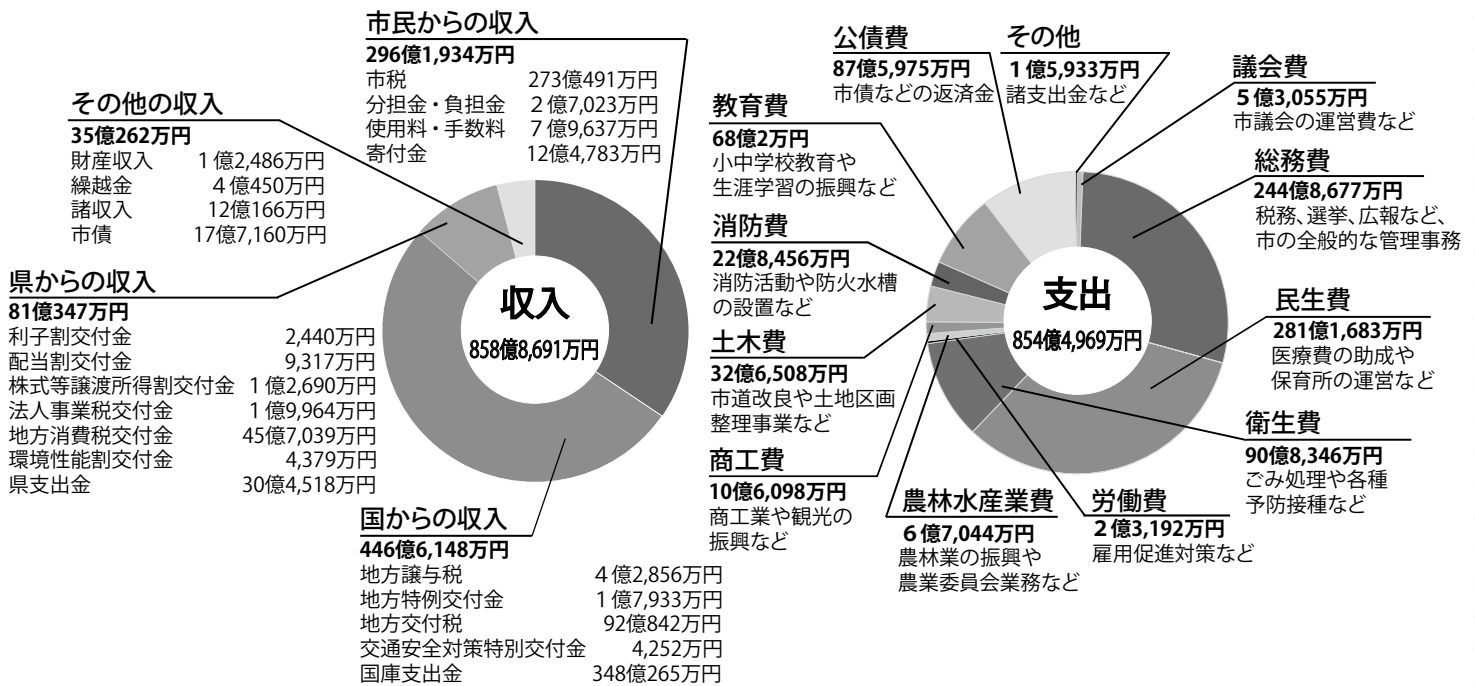 市民からの収入
296億1,934万円
市税 273億491万円
分担金・負担金 2億7,023万円
使用料・手数料 7億9,637万円
寄付金 12億4,783万円
その他の収入
35億262万円
財産収入 1億2,486万円
繰越金 4億450万円
諸収入 12億166万円
市債 17億7,160万円
県からの収入
81億347万円
利子割交付金 2,440万円
配当割交付金 9,317万円
株式等譲渡所得割交付金 1億2,690万円
法人事業税交付金 1億9,964万円
地方消費税交付金 45億7,039万円
環境性能割交付金 4,379万円
県支出金 30億4,518万円
収入
858億8,691万円
国からの収入
446億6,148万円
地方譲与税 4億2,856万円
地方特例交付金 1億7,933万円
地方交付税 92億842万円
交通安全対策特別交付金 4,252万円
国庫支出金 348億265万円
公債費
87億5,975万円
市債などの返済金
その他
1億5,933万円
諸支出金など
議会費
5億3,055万円
市議会の運営費など
教育費
68億2万円
小中学校教育や
生涯学習の振興など
総務費
244億8,677万円
税務、選挙、広報など、
市の全般的な管理事務
消防費
22億8,456万円
消防活動や防火水槽
の設置など
支出
854億4,969万円
民生費
281億1,683万円
医療費の助成や
保育所の運営など
土木費
32億6,508万円
市道改良や土地区画
整理事業など
衛生費
90億8,346万円
ごみ処理や各種
予防接種など
商工費
10億6,098万円
商工業や観光の
振興など
農林水産業費
6億7,044万円
農林業の振興や
農業委員会業務など
労働費
2億3,192万円
雇用促進対策など